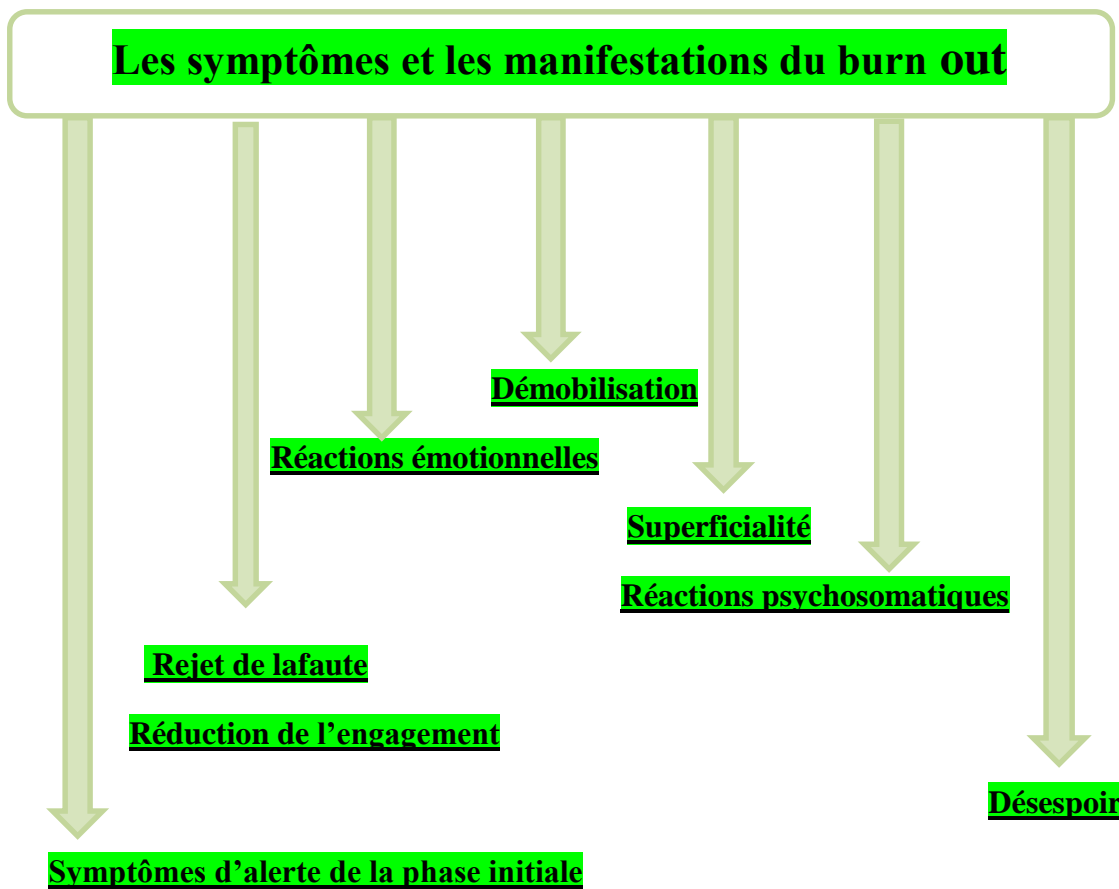 Les symptômes et les manifestations du burn out
Démobilisation
Réactions émotionnelles
Superficialité
Réactions psychosomatiques
Rejet de lafaute
Réduction de l’engagement
Désespoir
Symptômes d’alerte de la phase initiale